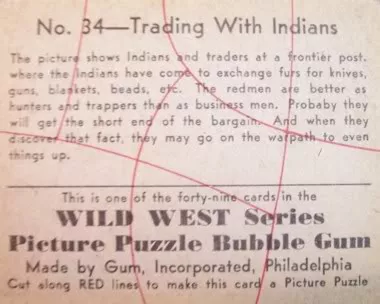 No. 34—Trading With Indians
The picture shows Indians and traders at a frontier post.
where the Indians have come to exchange furs for knives,
guns, blankets, beads, etc. The redmen are better as
hunters and trappers than as business men. Probaby they
will get the short end of the bargain. And when they
discover that fact, they may go on the warpath to even
things up.
This is one of the forty-nine cards in the
WILD WEST Series
Picture Puzzle Bubble Gum
Made by Gum, Incorporated, Philadelphia
Cut along RED lines to make this card a Picture Puzzle